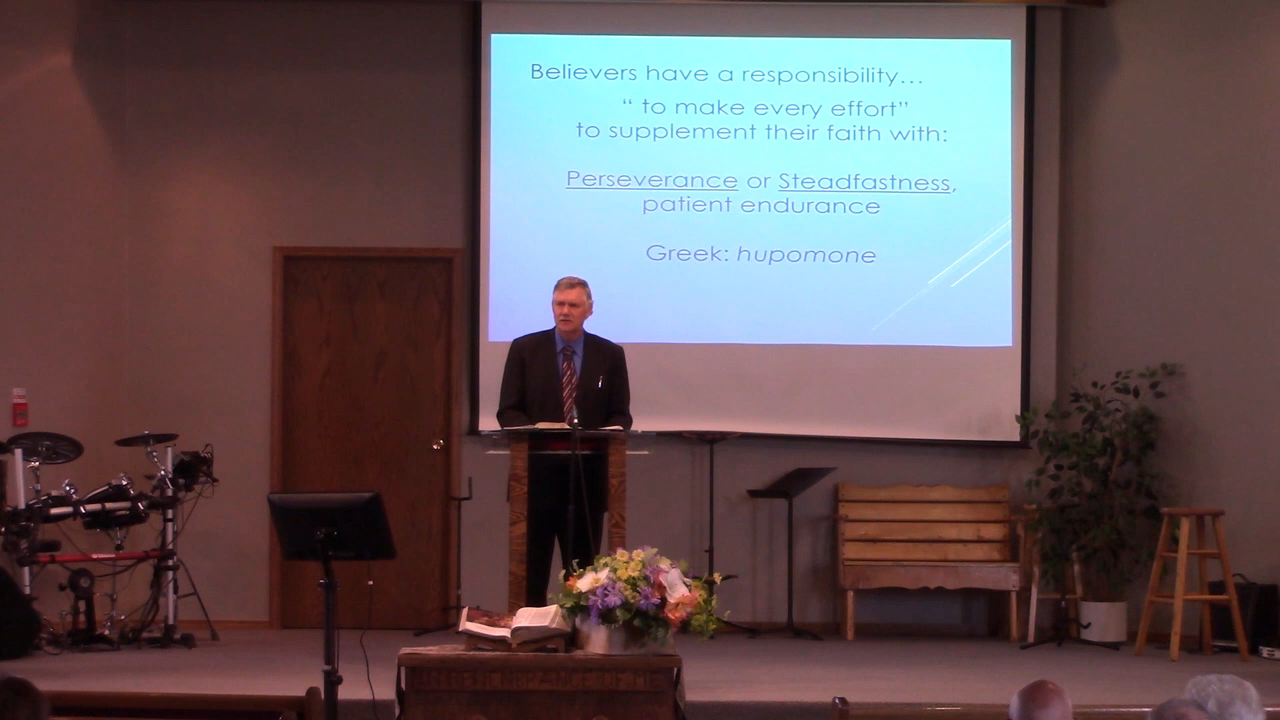 Believers have a responsibility…
“ to make every effort”
to supplement their faith with:
Perseverance or Steadfastness,
patient endurance
Greek: hupomone